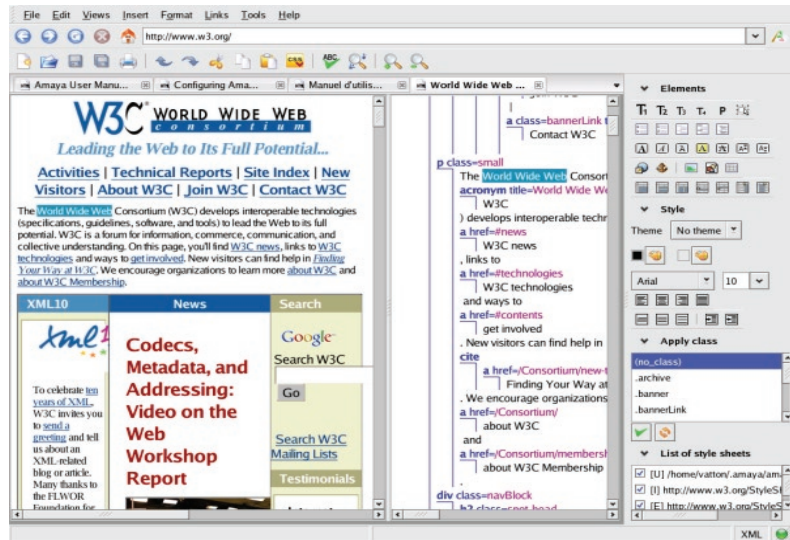 File Edit Views Insert Format Links Tools Help
http://www.w3.org/
ABC
CSS
Amaya User Manu...
Configuring Ama...
Manuel d'utilis...
World Wide Web ...
W3C WORLD WIDE WEB
consortium
Leading the Web to Its Full Potential...
Activities | Technical Reports | Site Index | New
Visitors | About W3C | Join W3C | Contact W3C
The World Wide Web Consortium (W3C) develops interoperable technologies
(specifications, guidelines, software, and tools) to lead the Web to its full
potential. W3C is a forum for information, commerce, communication, and
collective understanding. On this page, you'll find W3C news, links to W3C
technologies and ways to get involved. New visitors can find help in Finding
Your Way at W3C. We encourage organizations to learn more about W3C and
about W3C Membership.
XML10
Xml 1
To celebrate ten
years of XML,
W3C invites you
to send a
greeting and tell
us about an
XML-related
blog or article.
Many thanks to
the FLWOR
Foundation for
News
Codecs,
Metadata, and
Addressing:
Video on the
Web
Workshop
Report
Search
Google
Search W3C
Go
Search W3C
Mailing Lists
Testimonials
a class=bannerLink t
Contact W3C
p class=small
The World Wide Web Consort
acronym title=World Wide We
W3C
) develops interoperable techr
a href=#news
W3C news
, links to
a href=#technologies
W3C technologies
and ways to
a href=#contents
get involved
. New visitors can find help in
cite
a href=/Consortium/new-t
Finding Your Way at
. We encourage organizations
a href=/Consortium/
about W3C
and
a href=/Consortium/membersh
about W3C Membership
.
div class=navBlock
Elements
T1 T2 T3 T4 P
Style
Theme No theme
Arial 10
Apply class
(no_class)
.archive
.banner
.bannerLink
List of style sheets
[U] /home/vatton/.amaya/ama
[I] http://www.w3.org/StyleSh
[E] http://www.w3.org/StyleS
XML